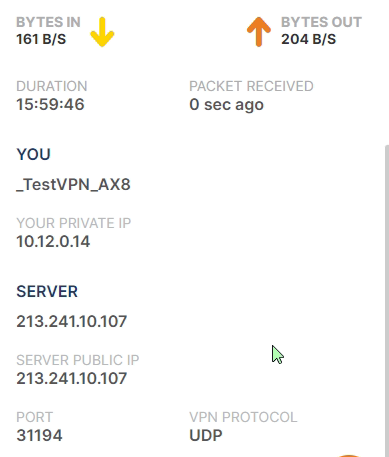 BYTES IN
161 B/S
BYTES OUT
204 B/S
DURATION
15:59:46
PACKET RECEIVED
0 sec ago
YOU
_TestVPN_AX8
YOUR PRIVATE IP
10.12.0.14
SERVER
213.241.10.107
SERVER PUBLIC IP
213.241.10.107
PORT
31194
VPN PROTOCOL
UDP